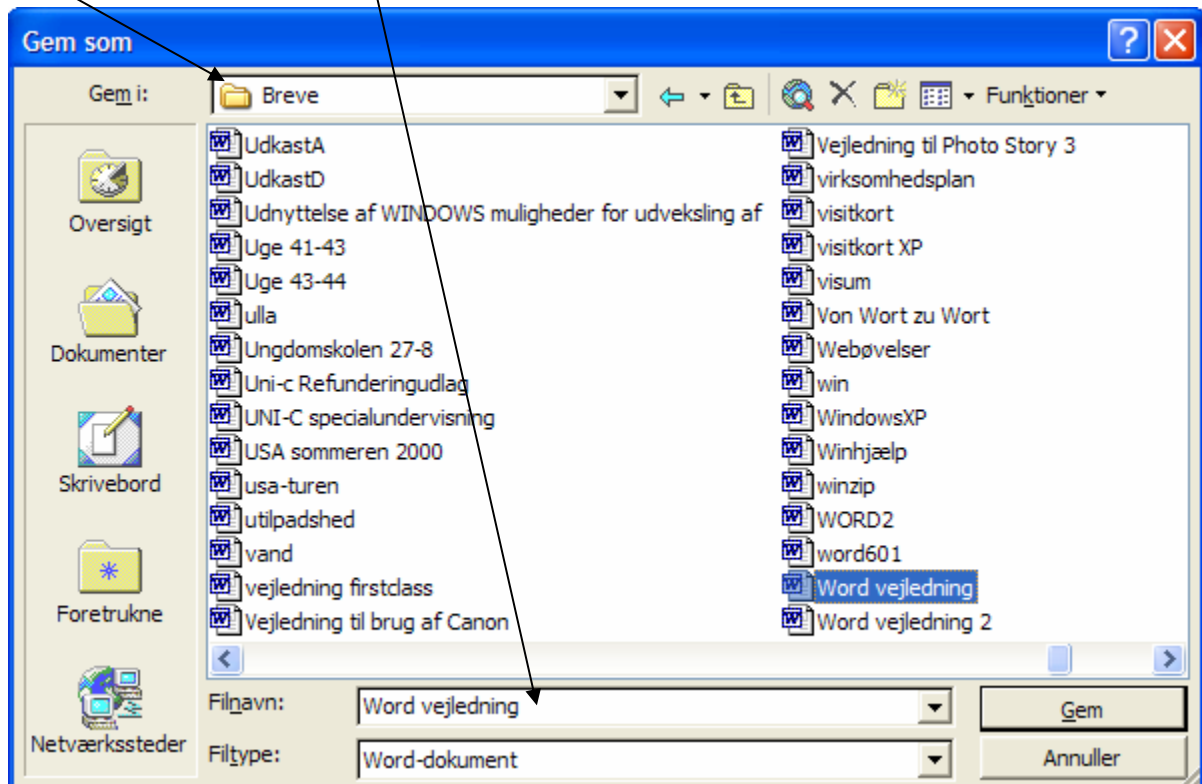 Gem som
Gem i:
Breve
Funktioner
Oversigt
Dokumenter
Skrivebord
Foretrukne
Netværkssteder
UdkastA
UdkastD
Udnyttelse af WINDOWS muligheder for udveksling af
Uge 41-43
Uge 43-44
ulla
Ungdomskolen 27-8
Uni-c Refunderingudlag
UNI-C specialundervisning
USA sommeren 2000
usa-turen
utilpadshed
vand
vejledning firstclass
Vejledning til brug af Canon
Vejledning til Photo Story 3
virksomhedsplan
visitkort
visitkort XP
visum
Von Wort zu Wort
Webøvelser
win
WindowsXP
Winhjælp
winzip
WORD2
word601
Word vejledning
Word vejledning 2
Filnavn:
Word vejledning
Gem
Filtype:
Word-dokument
Annuller